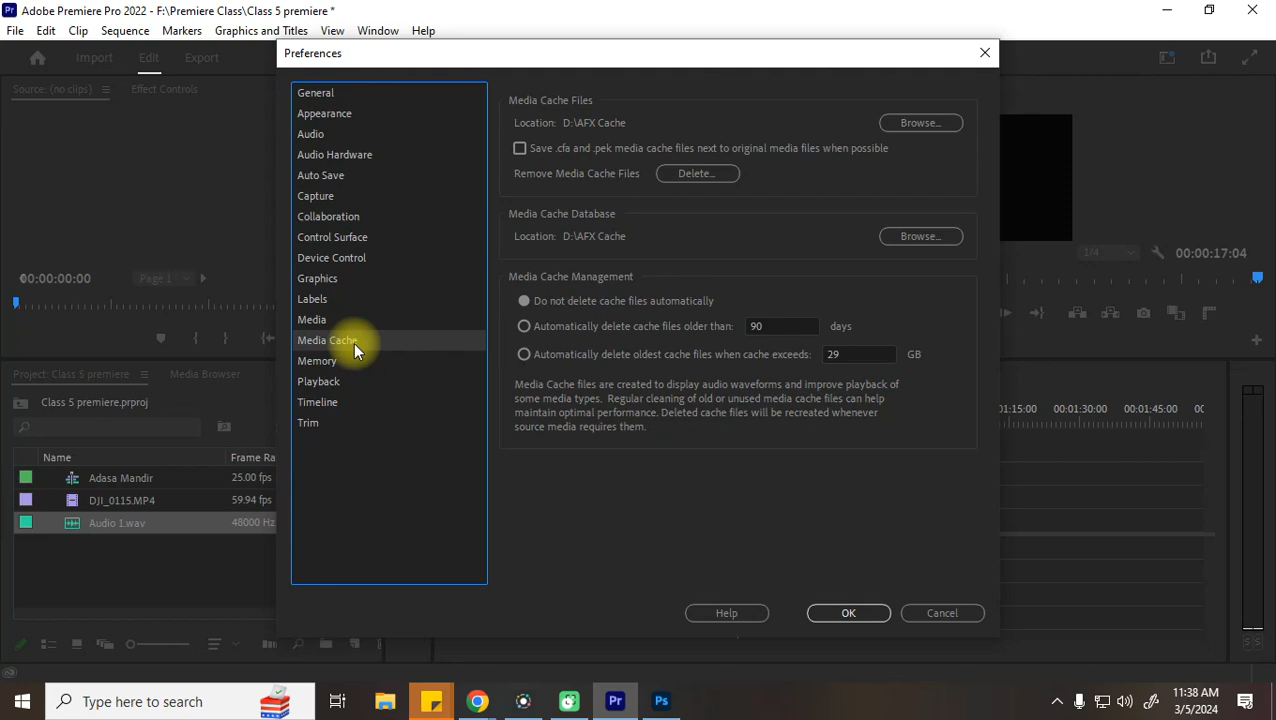 Pr Adobe Premiere Pro 2022 - F:\Premiere Class\Class 5 premiere *
File Edit Clip Sequence Markers Graphics and Titles View Window Help
Import Edit Export
Source: (no clips) Effect Controls
00:00:00:00 Page 1
1/4 00:00:17:04
Project: Class 5 premiere Media Browser
Class 5 premiere.prproj
Name Frame Ra
Adasa Mandir 25.00 fps
DJI_0115.MP4 59.94 fps
Audio 1.wav 48000 Hz
Preferences
General
Appearance
Audio
Audio Hardware
Auto Save
Capture
Collaboration
Control Surface
Device Control
Graphics
Labels
Media
Media Cache
Memory
Playback
Timeline
Trim
Media Cache Files
Location: D:\AFX Cache Browse...
Save .cfa and .pek media cache files next to original media files when possible
Remove Media Cache Files Delete...
Media Cache Database
Location: D:\AFX Cache Browse...
Media Cache Management
Do not delete cache files automatically
Automatically delete cache files older than: 90 days
Automatically delete oldest cache files when cache exceeds: 29 GB
Media Cache files are created to display audio waveforms and improve playback of
some media types. Regular cleaning of old or unused media cache files can help
maintain optimal performance. Deleted cache files will be recreated whenever
source media requires them.
Help OK Cancel
:01:15:00 00:01:30:00 00:01:45:00
S S
Type here to search
Pr Ps
11:38 AM
3/5/2024